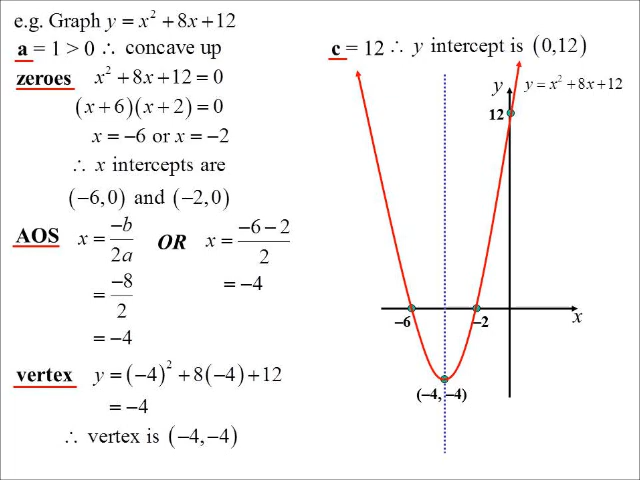 e.g. Graph y = x² + 8x + 12
a = 1 > 0 ∴ concave up
zeroes x² + 8x + 12 = 0
(x + 6)(x + 2) = 0
x = −6 or x = −2
∴ x intercepts are
(−6,0) and (−2,0)
AOS x = −b/2a OR x = (−6−2)/2
= −8/2 = −4
= −4
vertex y = (−4)² + 8(−4) + 12
= −4
∴ vertex is (−4,−4)
c = 12 ∴ y intercept is (0,12)
y y = x² + 8x + 12
12
−6 −2 x
(−4, −4)